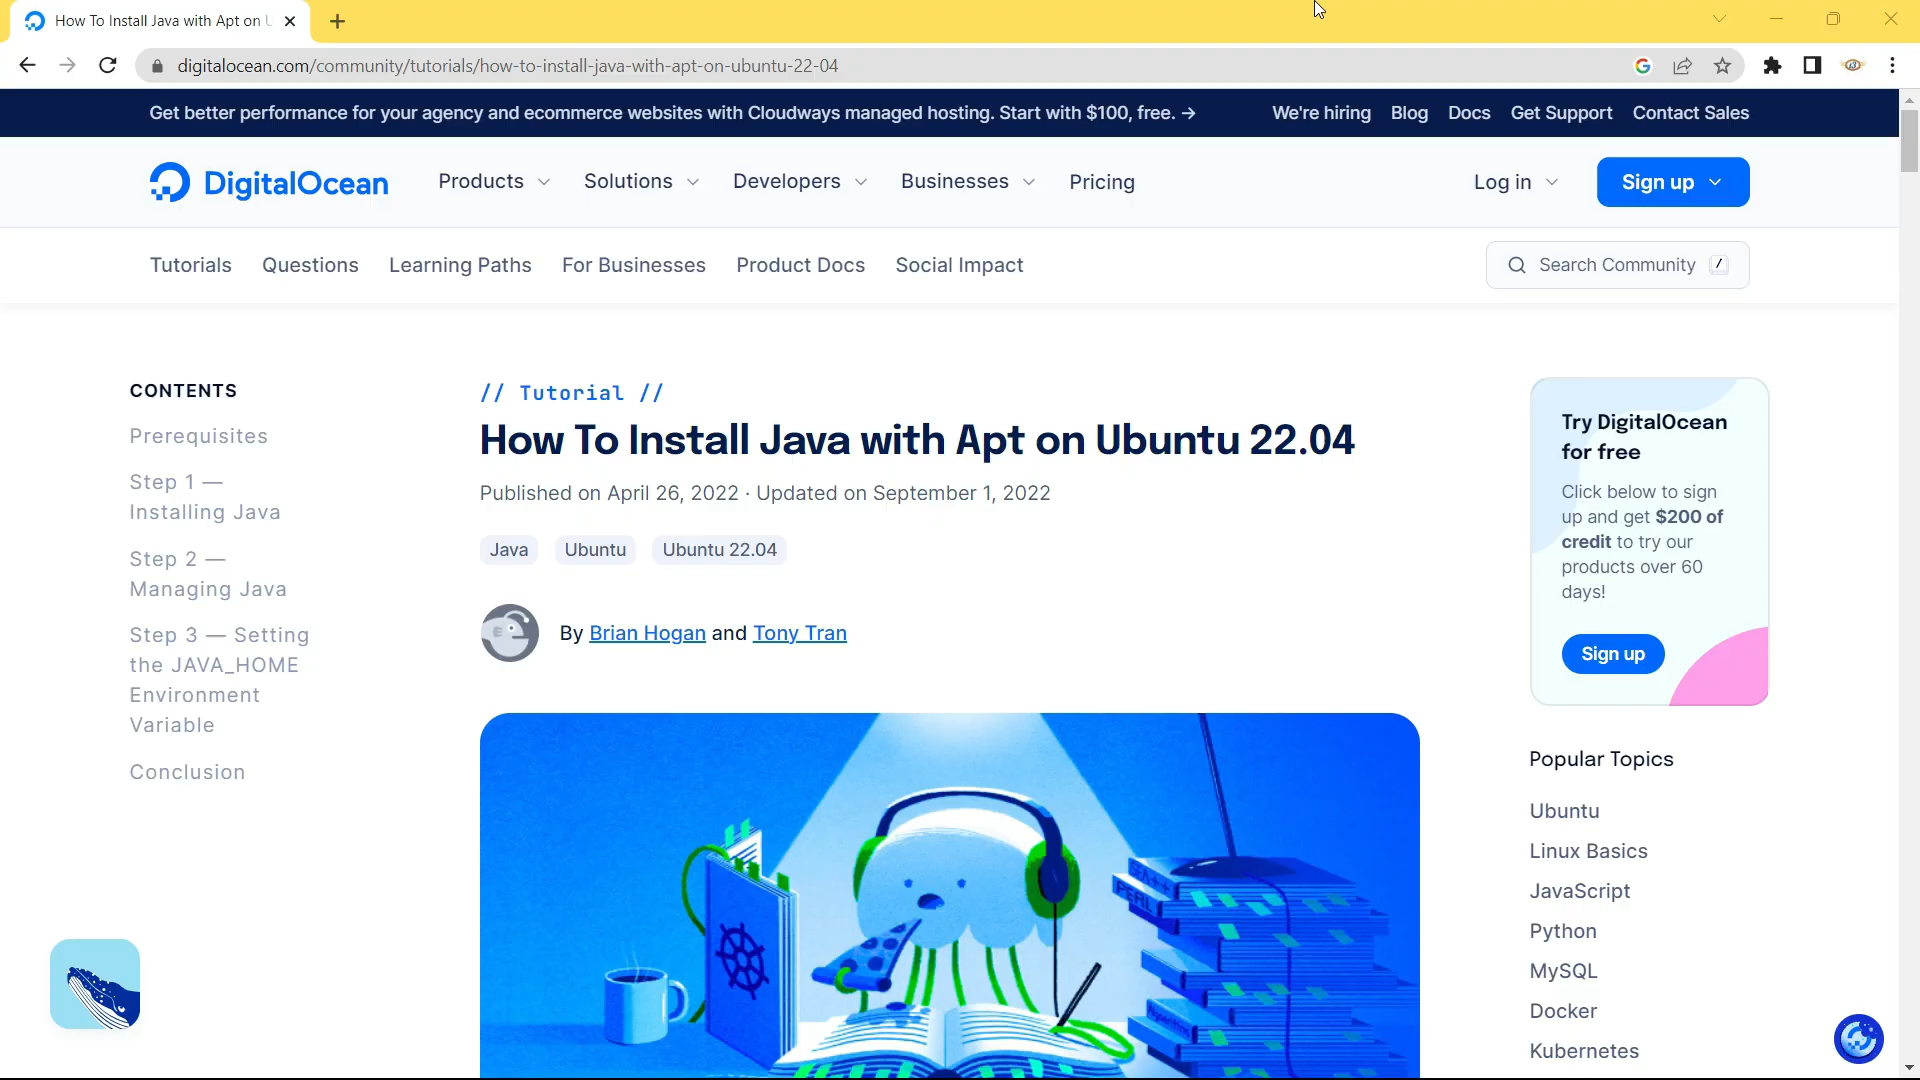 How To Install Java with Apt on U
digitalocean.com/community/tutorials/how-to-install-java-with-apt-on-ubuntu-22-04
Get better performance for your agency and ecommerce websites with Cloudways managed hosting. Start with $100, free. → We're hiring Blog Docs Get Support Contact Sales
DigitalOcean Products Solutions Developers Businesses Pricing Log in Sign up
Tutorials Questions Learning Paths For Businesses Product Docs Social Impact Search Community /
CONTENTS
Prerequisites
Step 1 —
Installing Java
Step 2 —
Managing Java
Step 3 — Setting
the JAVA_HOME
Environment
Variable
Conclusion
// Tutorial //
How To Install Java with Apt on Ubuntu 22.04
Published on April 26, 2022 · Updated on September 1, 2022
Java Ubuntu Ubuntu 22.04
By Brian Hogan and Tony Tran
C++
PERL
Try DigitalOcean
for free
Click below to sign
up and get $200 of
credit to try our
products over 60
days!
Sign up
Popular Topics
Ubuntu
Linux Basics
JavaScript
Python
MySQL
Docker
Kubernetes